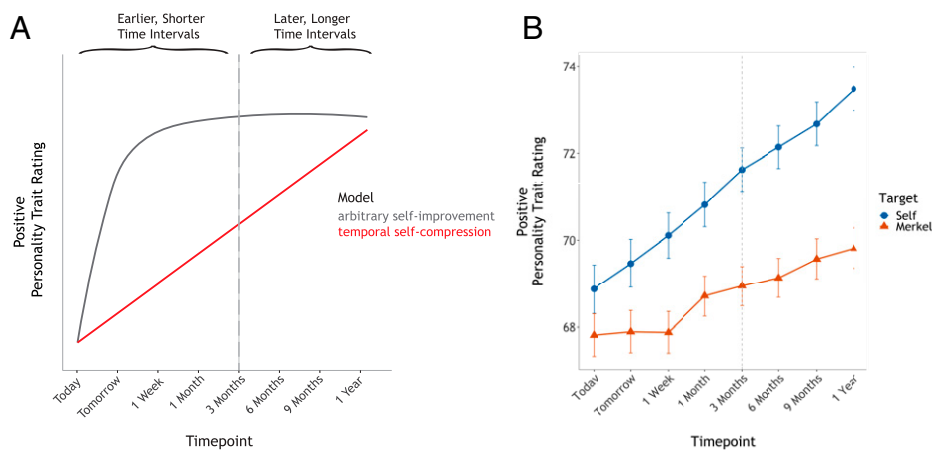 A
Earlier, Shorter
Time Intervals
Later, Longer
Time Intervals
Positive
Personality Trait Rating
Model
arbitrary self-improvement
temporal self-compression
Today
Tomorrow
1 Week
1 Month
3 Months
6 Months
9 Months
1 Year
Timepoint
B
74
72
70
68
Positive
Personality Trait Rating
Target
Self
Merkel
Today
Tomorrow
1 Week
1 Month
3 Months
6 Months
9 Months
1 Year
Timepoint